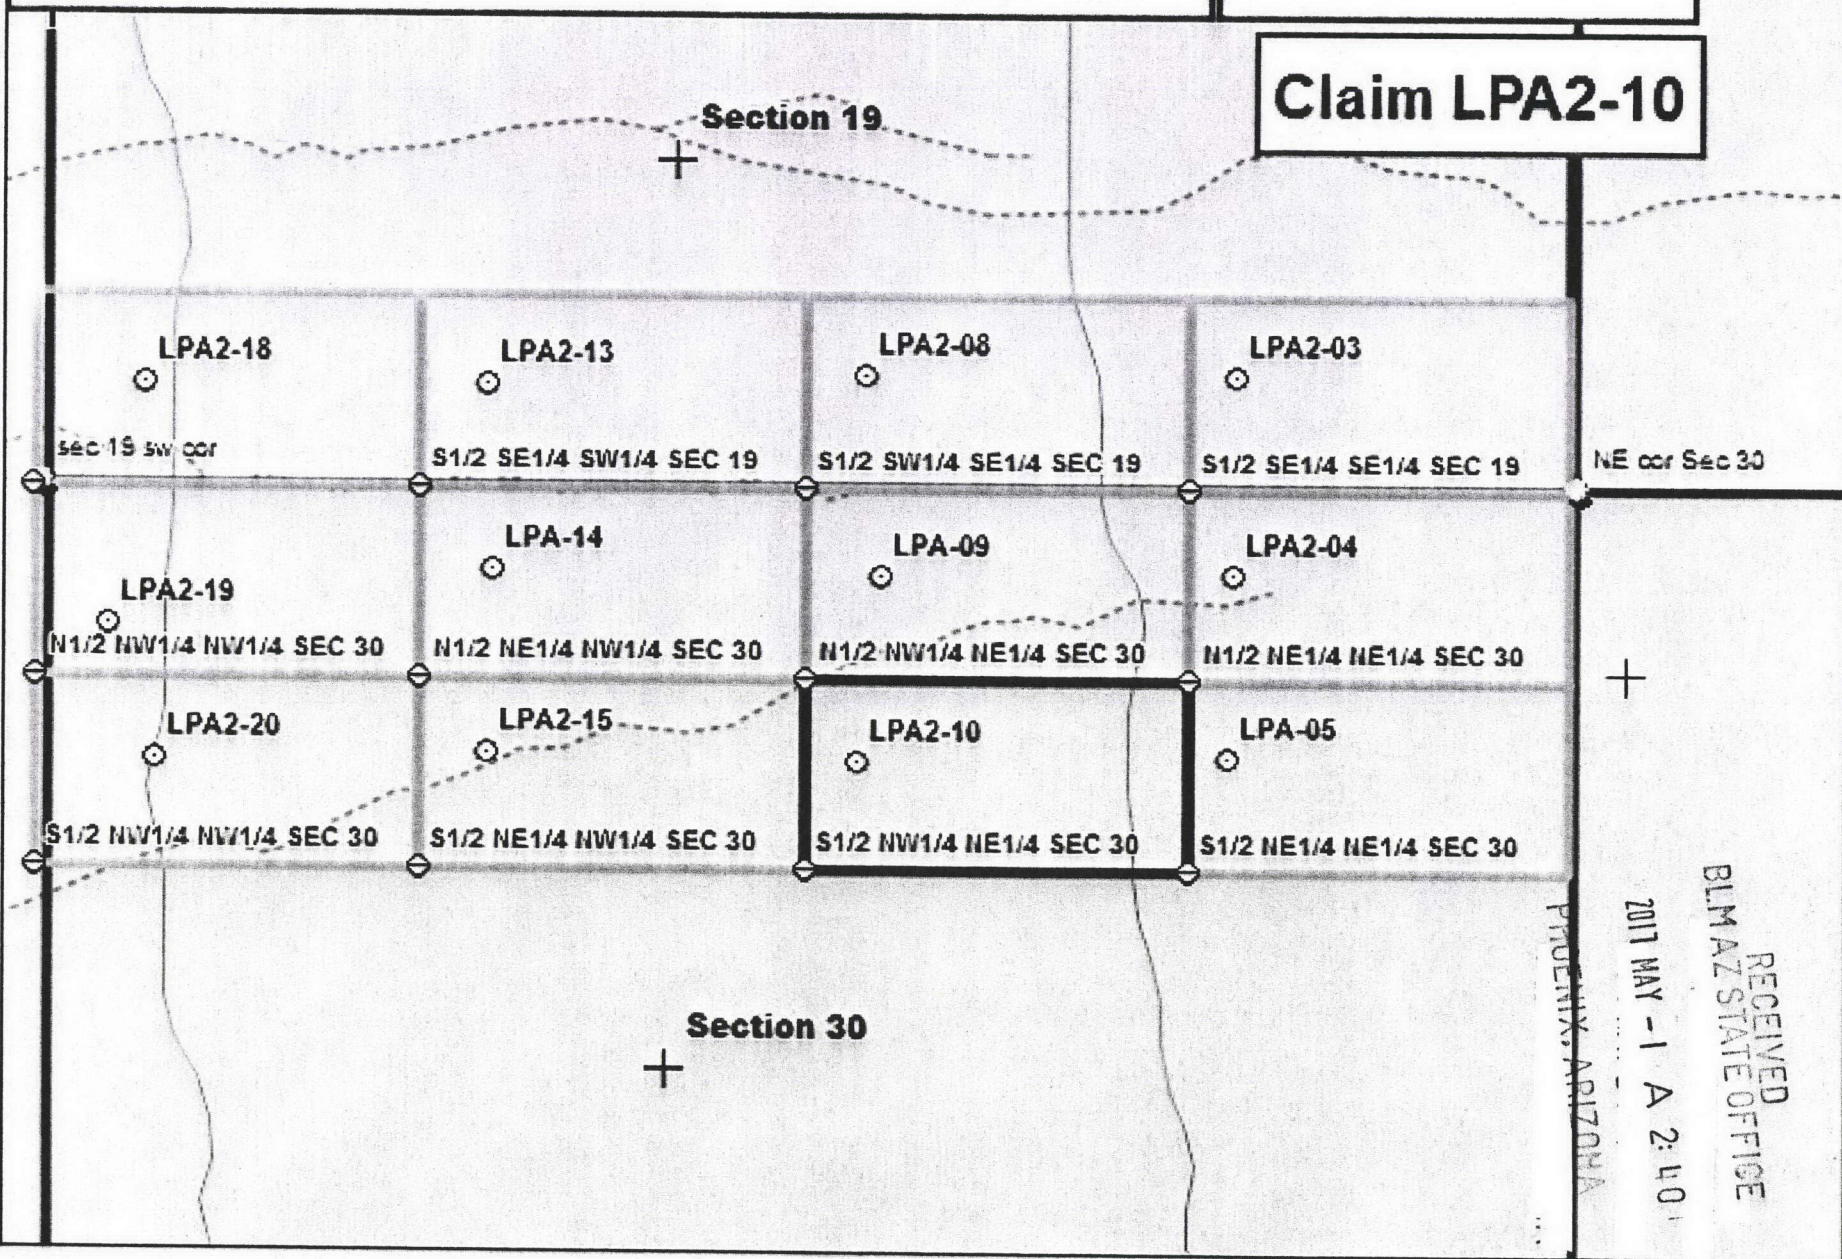 Claim LPA2-10
Section 19
LPA2-18
LPA2-13
LPA2-08
LPA2-03
sec 19 sw cor
S1/2 SE1/4 SW1/4 SEC 19
S1/2 SW1/4 SE1/4 SEC 19
S1/2 SE1/4 SE1/4 SEC 19
NE cor Sec 30
LPA2-19
LPA-14
LPA-09
LPA2-04
N1/2 NW1/4 NW1/4 SEC 30
N1/2 NE1/4 NW1/4 SEC 30
N1/2 NW1/4 NE1/4 SEC 30
N1/2 NE1/4 NE1/4 SEC 30
LPA2-20
LPA2-15
LPA2-10
LPA-05
S1/2 NW1/4 NW1/4 SEC 30
S1/2 NE1/4 NW1/4 SEC 30
S1/2 NW1/4 NE1/4 SEC 30
S1/2 NE1/4 NE1/4 SEC 30
Section 30
RECEIVED
BLM AZ STATE OFFICE
2017 MAY -1 A 2:40
PHOENIX, ARIZONA